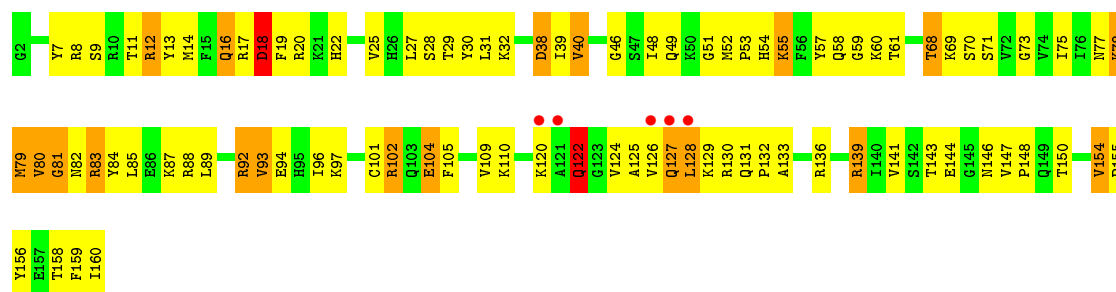 G2 Y7 R8 S9 R10 T11 R12 Y13 M14 F15 Q16 R17 D18 F19 R20 K21 H22 V25 H26 L27 S28 T29 Y30 L31 K32 D38 I39 V40 G46 S47 I48 Q49 K50 G51 M52 P53 H54 K55 F56 Y57 Q58 G59 K60 T61 T68 K69 S70 S71 V72 G73 V74 I75 I76 N77
M79 V80 G81 N82 R83 Y84 L85 E86 K87 R88 L89 R92 V93 E94 H95 I96 K97 C101 R102 Q103 E104 F105 V109 K110 K120 A121 Q122 G123 V124 A125 V126 Q127 L128 K129 R130 Q131 P132 A133 R136 R139 I140 V141 S142 T143 E144 G145 N146 V147 P148 Q149 T150 V154
Y156 E157 T158 F159 I160